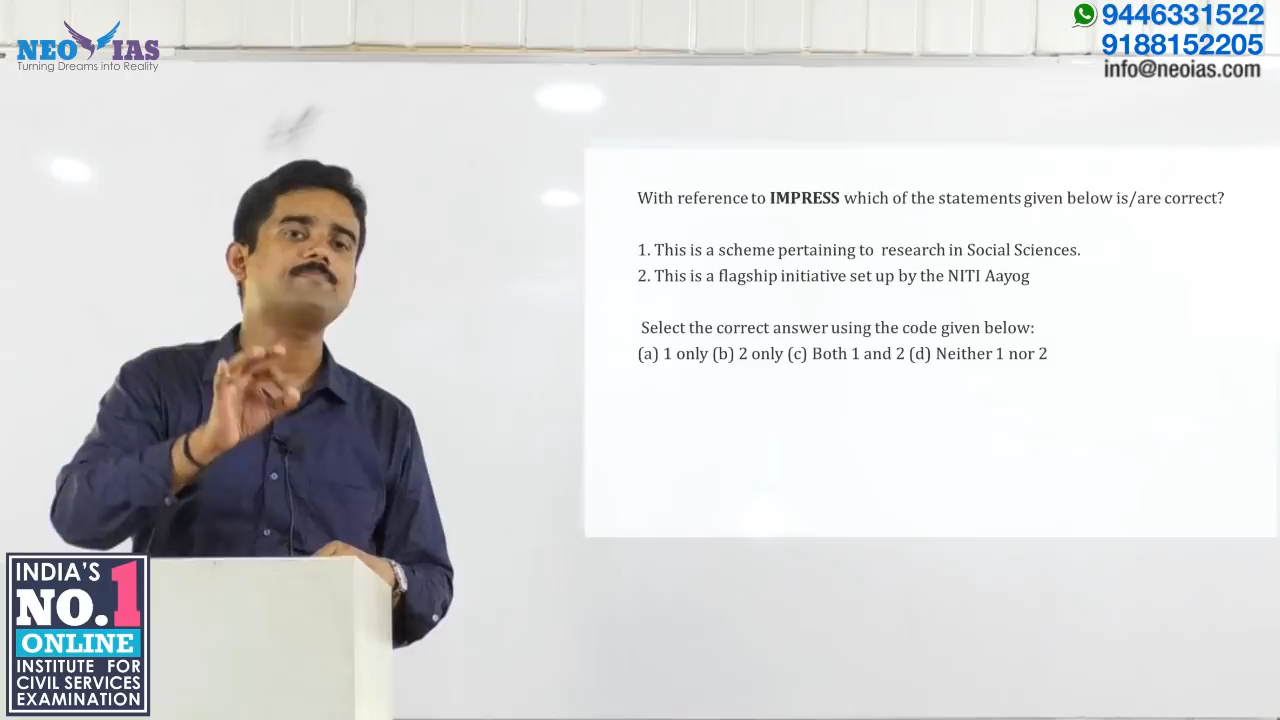 NEO IAS
Turning Dreams into Reality
9446331522
9188152205
info@neoias.com
With reference to IMPRESS which of the statements given below is/are correct?
1. This is a scheme pertaining to research in Social Sciences.
2. This is a flagship initiative set up by the NITI Aayog
Select the correct answer using the code given below:
(a) 1 only (b) 2 only (c) Both 1 and 2 (d) Neither 1 nor 2
INDIA'S
NO.1
ONLINE
INSTITUTE FOR
CIVIL SERVICES
EXAMINATION